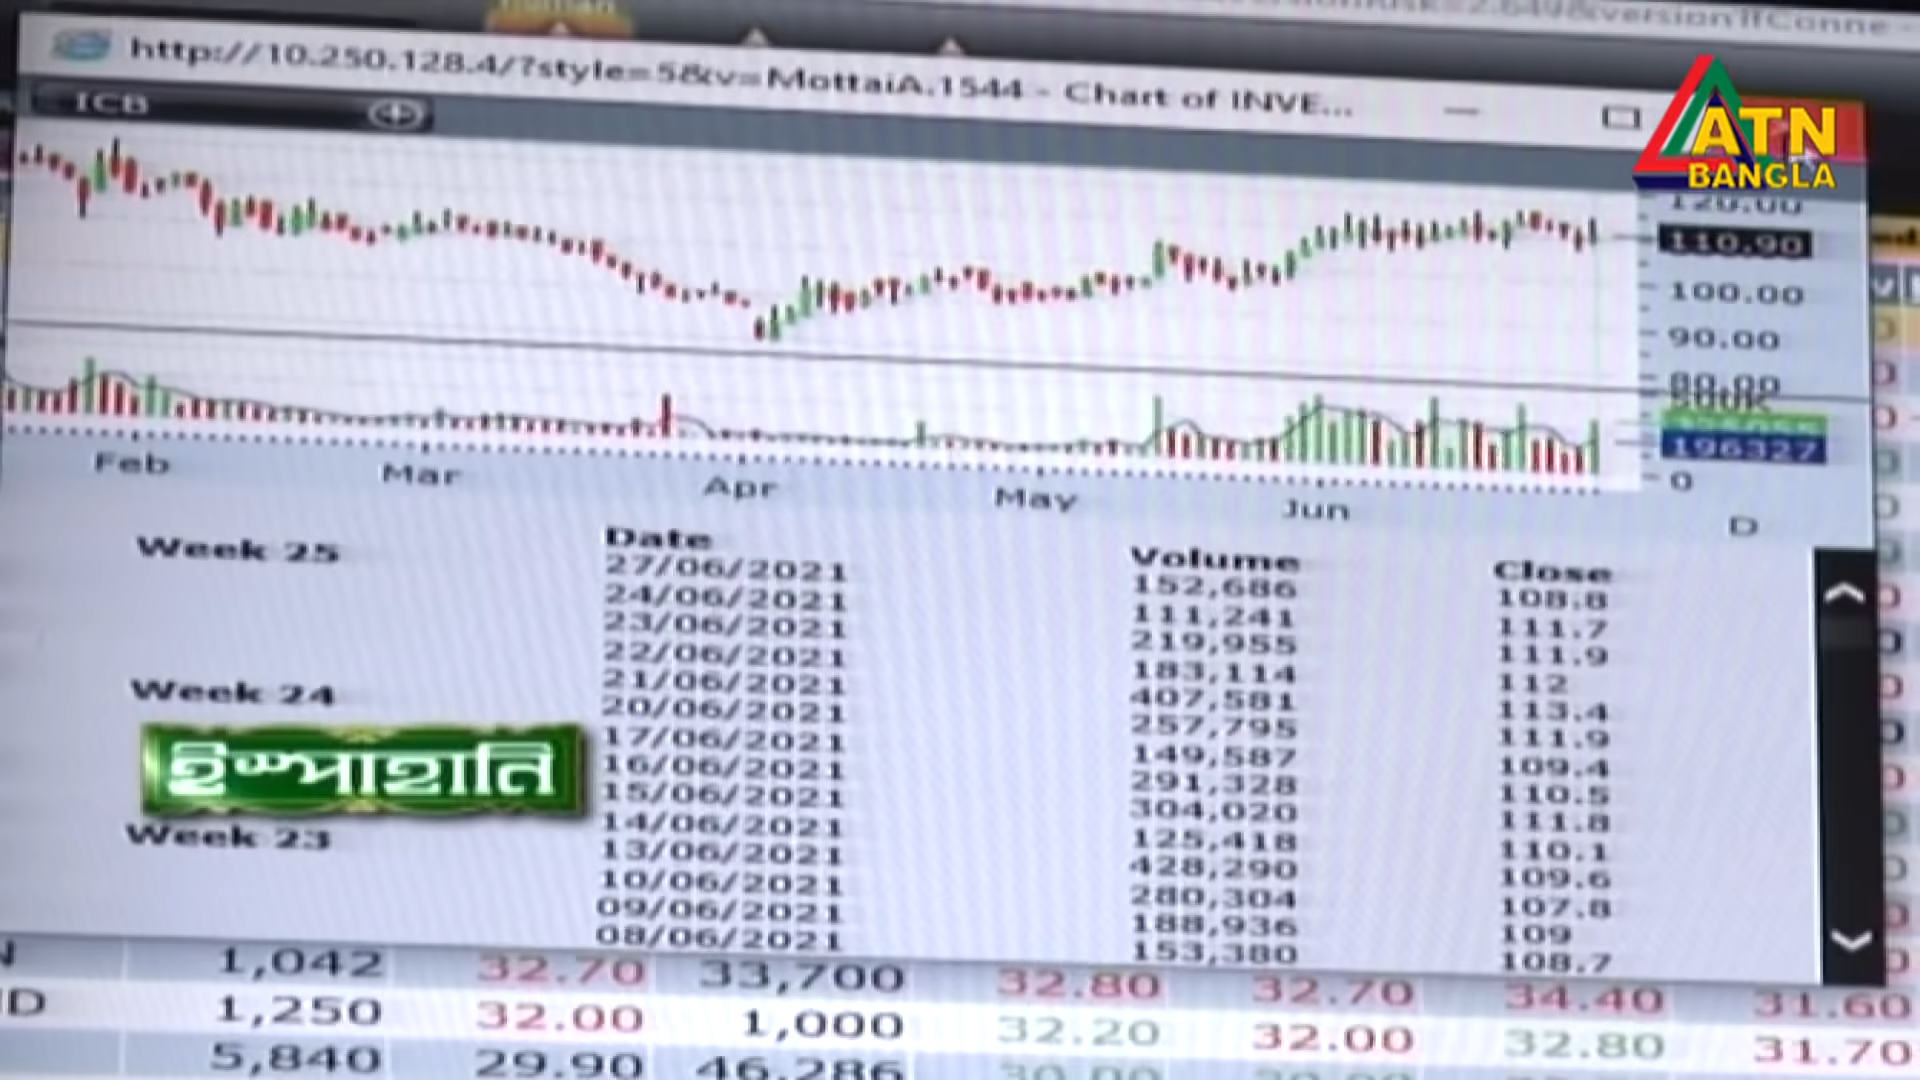 http://10.250.128.4/?style=5&v=MottaiA.1544 - Chart of INVE...
ICB
ATN
BANGLA
120.00
110.90
100.00
90.00
80.00
500K
196327
0
Feb Mar Apr May Jun
D
Week 25 Date Volume Close
27/06/2021 152,686 108.8
24/06/2021 111,241 111.7
23/06/2021 219,955 111.9
22/06/2021 183,114 112
21/06/2021 407,581 113.4
Week 24
20/06/2021 257,795 111.9
17/06/2021 149,587 109.4
16/06/2021 291,328 110.5
15/06/2021 304,020 111.8
14/06/2021 125,418 110.1
ইস্পাহানি
Week 23
13/06/2021 428,290 109.6
10/06/2021 280,304 107.8
09/06/2021 188,936 109
08/06/2021 153,380 108.7
1,042 32.70 33,700 32.80 32.70 34.40 31.60
1,250 32.00 1,000 32.20 32.00 32.80 31.70
5,840 29.90 46,286